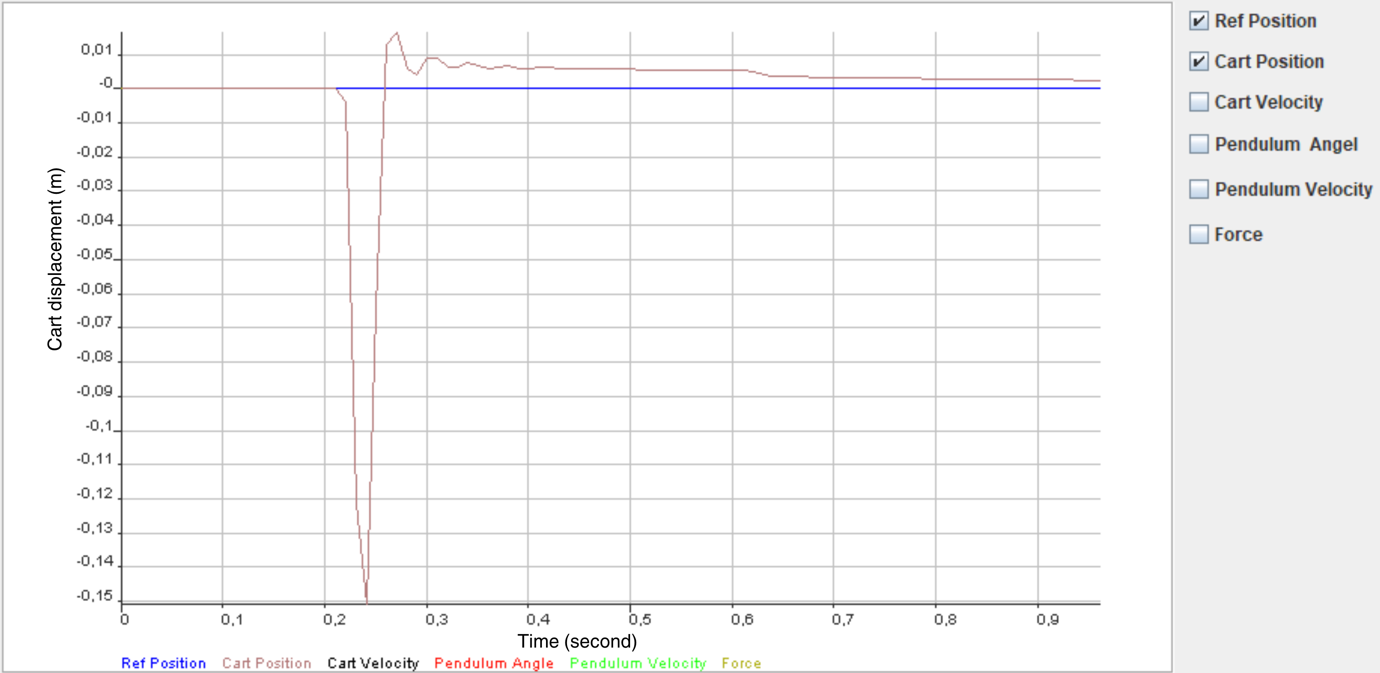 Ref Position
Cart Position
Cart Velocity
Pendulum Angel
Pendulum Velocity
Force
Cart displacement (m)
0,01
-0
-0,01
-0,02
-0,03
-0,04
-0,05
-0,06
-0,07
-0,08
-0,09
-0,1
-0,11
-0,12
-0,13
-0,14
-0,15
0 0,1 0,2 0,3 0,4 0,5 0,6 0,7 0,8 0,9
Time (second)
Ref Position Cart Position Cart Velocity Pendulum Angle Pendulum Velocity Force